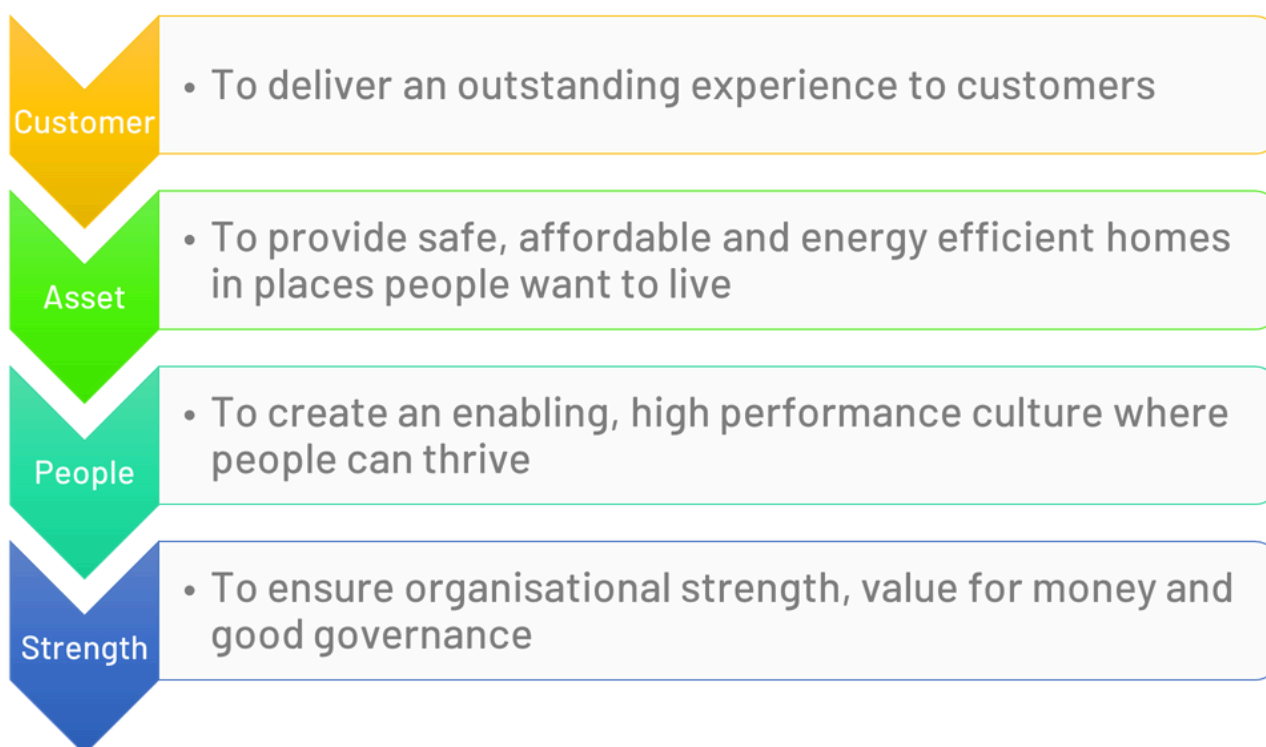 Customer
• To deliver an outstanding experience to customers
Asset
• To provide safe, affordable and energy efficient homes
in places people want to live
People
• To create an enabling, high performance culture where
people can thrive
Strength
• To ensure organisational strength, value for money and
good governance